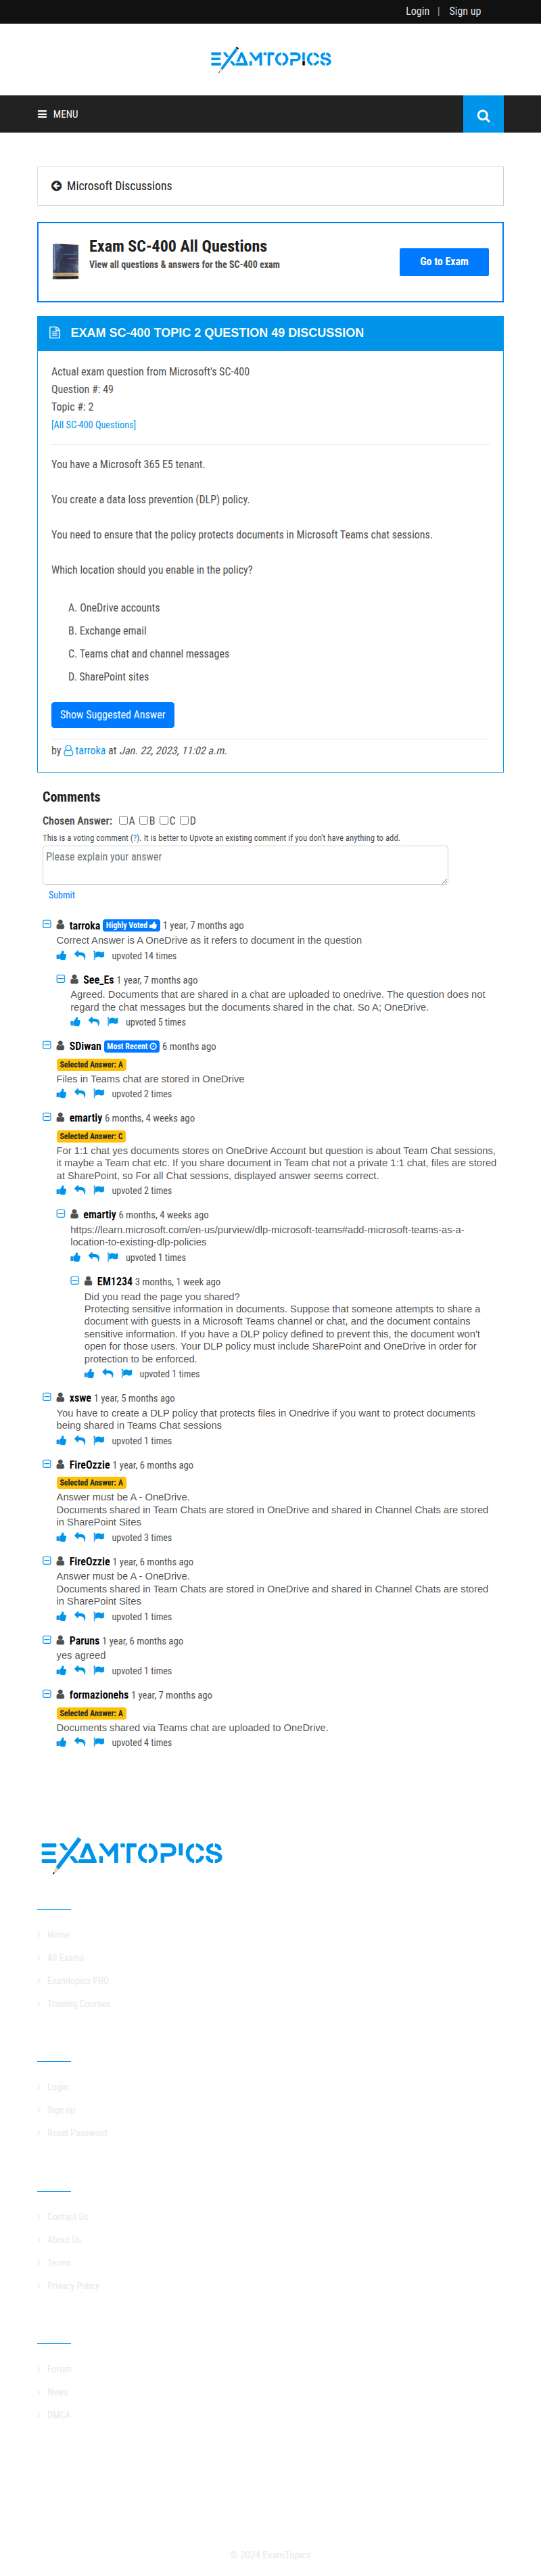 Login | Sign up
EXAMTOPICS
MENU
Microsoft Discussions
Exam SC-400 All Questions
View all questions & answers for the SC-400 exam
Go to Exam
EXAM SC-400 TOPIC 2 QUESTION 49 DISCUSSION
Actual exam question from Microsoft's SC-400
Question #: 49
Topic #: 2
[All SC-400 Questions]
You have a Microsoft 365 E5 tenant.
You create a data loss prevention (DLP) policy.
You need to ensure that the policy protects documents in Microsoft Teams chat sessions.
Which location should you enable in the policy?
A. OneDrive accounts
B. Exchange email
C. Teams chat and channel messages
D. SharePoint sites
Show Suggested Answer
by tarroka at Jan. 22, 2023, 11:02 a.m.
Comments
Chosen Answer: A B C D
This is a voting comment (?). It is better to Upvote an existing comment if you don't have anything to add.
Please explain your answer
Submit
tarroka Highly Voted 1 year, 7 months ago
Correct Answer is A OneDrive as it refers to document in the question
upvoted 14 times
See_Es 1 year, 7 months ago
Agreed. Documents that are shared in a chat are uploaded to onedrive. The question does not
regard the chat messages but the documents shared in the chat. So A; OneDrive.
upvoted 5 times
SDiwan Most Recent 6 months ago
Selected Answer: A
Files in Teams chat are stored in OneDrive
upvoted 2 times
emartiy 6 months, 4 weeks ago
Selected Answer: C
For 1:1 chat yes documents stores on OneDrive Account but question is about Team Chat sessions,
it maybe a Team chat etc. If you share document in Team chat not a private 1:1 chat, files are stored
at SharePoint, so For all Chat sessions, displayed answer seems correct.
upvoted 2 times
emartiy 6 months, 4 weeks ago
https://learn.microsoft.com/en-us/purview/dlp-microsoft-teams#add-microsoft-teams-as-a-
location-to-existing-dlp-policies
upvoted 1 times
EM1234 3 months, 1 week ago
Did you read the page you shared?
Protecting sensitive information in documents. Suppose that someone attempts to share a
document with guests in a Microsoft Teams channel or chat, and the document contains
sensitive information. If you have a DLP policy defined to prevent this, the document won't
open for those users. Your DLP policy must include SharePoint and OneDrive in order for
protection to be enforced.
upvoted 1 times
xswe 1 year, 5 months ago
You have to create a DLP policy that protects files in Onedrive if you want to protect documents
being shared in Teams Chat sessions
upvoted 1 times
FireOzzie 1 year, 6 months ago
Selected Answer: A
Answer must be A - OneDrive.
Documents shared in Team Chats are stored in OneDrive and shared in Channel Chats are stored
in SharePoint Sites
upvoted 3 times
FireOzzie 1 year, 6 months ago
Answer must be A - OneDrive.
Documents shared in Team Chats are stored in OneDrive and shared in Channel Chats are stored
in SharePoint Sites
upvoted 1 times
Paruns 1 year, 6 months ago
yes agreed
upvoted 1 times
formazionehs 1 year, 7 months ago
Selected Answer: A
Documents shared via Teams chat are uploaded to OneDrive.
upvoted 4 times
EXAMTOPICS
Home
All Exams
Examtopics PRO
Training Courses
Login
Sign up
Reset Password
Contact Us
About Us
Terms
Privacy Policy
Forum
News
DMCA
© 2024 ExamTopics